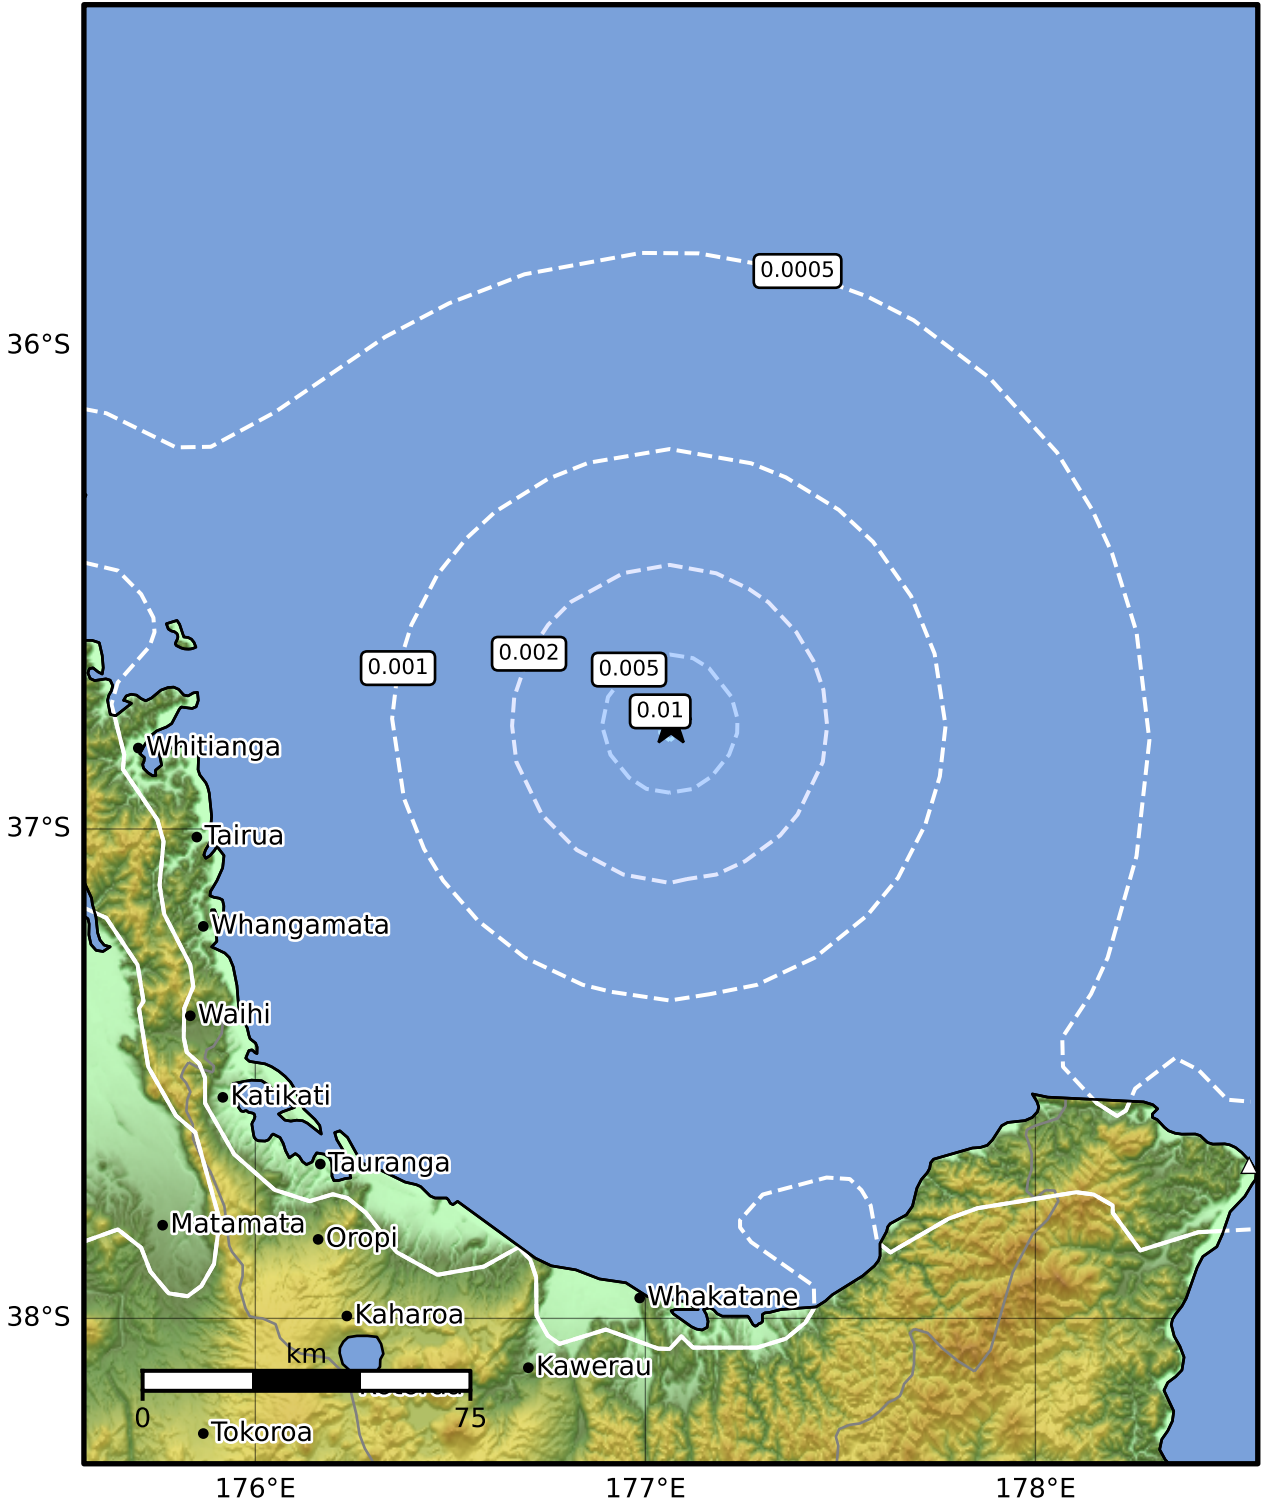 0.0005
36°S
0.002
0.001
0.005
0.01
Whitianga
37°S
Tairua
Whangamata
Waihi
Katikati
Tauranga
Matamata
Oropi
Whakatane
Kaharoa
38°S
km
Kawerau
0
75
Tokoroa
176°E
177°E
178°E